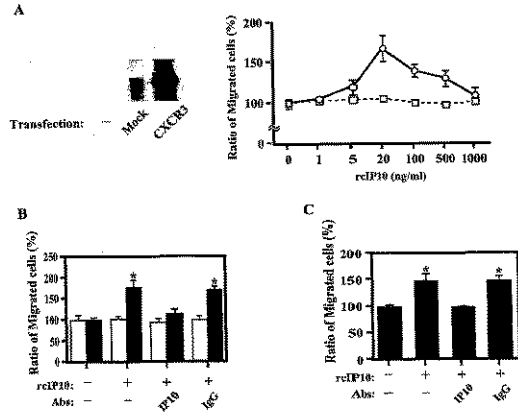 A
Transfection: –
Mock
CXCR3
Ratio of Migrated cells (%)
200
150
100
0
0 1 5 20 100 500 1000
rcIP10 (ng/ml)
B
Ratio of Migrated cells (%)
250
200
150
100
50
0
* *
rcIP10: – + + +
Abs: – – IP10 IgG
C
Ratio of Migrated cells (%)
200
150
100
50
0
* *
rcIP10: – + + +
Abs: – – IP10 IgG